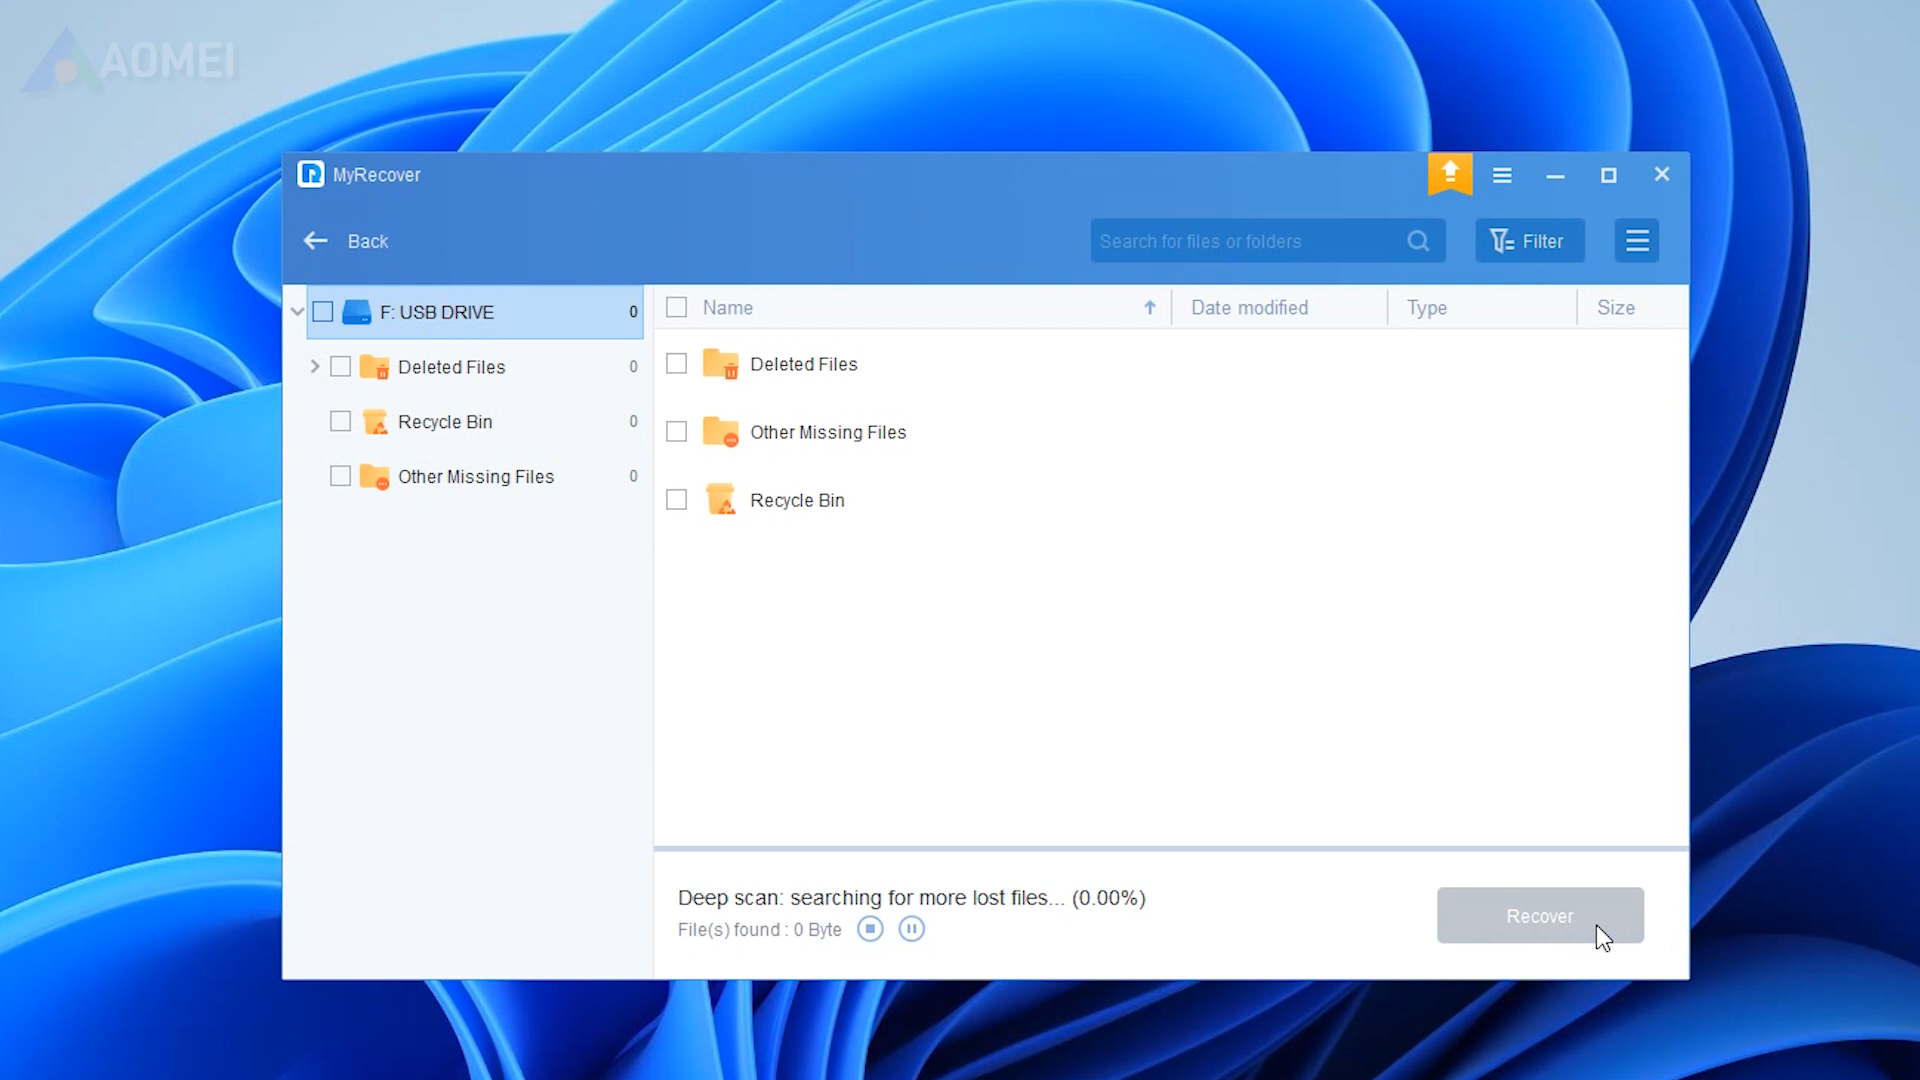 AOMEI
MyRecover
Back
Search for files or folders
Filter
F: USB DRIVE 0
Name Date modified Type Size
Deleted Files 0
Recycle Bin 0
Other Missing Files 0
Deleted Files
Other Missing Files
Recycle Bin
Deep scan: searching for more lost files... (0.00%)
File(s) found : 0 Byte
Recover